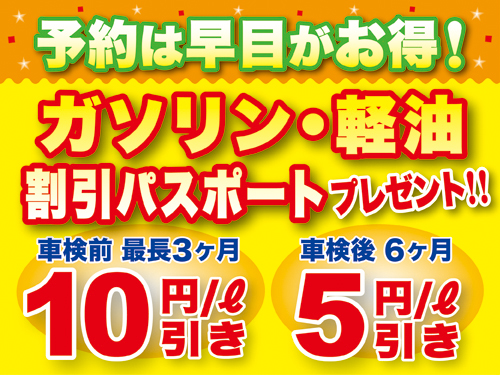 予約は早目がお得!
ガソリン・軽油
割引パスポートプレゼント!!
車検前 最長3ヶ月
10円/ℓ引き
車検後 6ヶ月
5円/ℓ引き